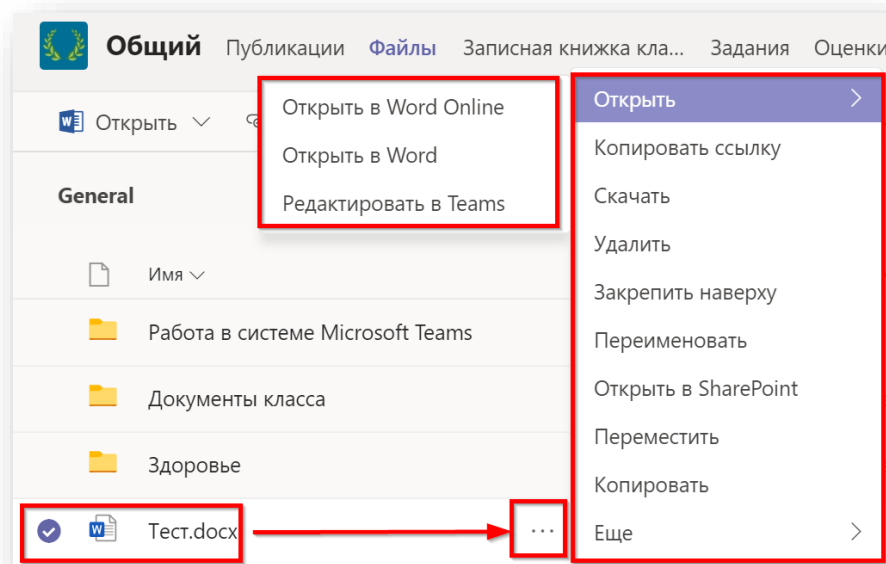 Общий Публикации Файлы Записная книжка кла... Задания Оценки
Открыть
Открыть в Word Online
Открыть в Word
Редактировать в Teams
Открыть
Копировать ссылку
Скачать
Удалить
Закрепить наверху
Переименовать
Открыть в SharePoint
Переместить
Копировать
Еще
General
Имя
Работа в системе Microsoft Teams
Документы класса
Здоровье
Тест.docx